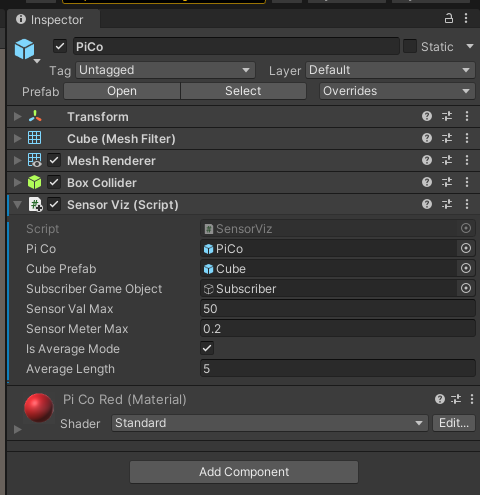 Inspector
PiCo Static
Tag Untagged Layer Default
Prefab Open Select Overrides
Transform
Cube (Mesh Filter)
Mesh Renderer
Box Collider
# Sensor Viz (Script)
Script # SensorViz
Pi Co PiCo
Cube Prefab Cube
Subscriber Game Object Subscriber
Sensor Val Max 50
Sensor Meter Max 0.2
Is Average Mode
Average Length 5
Pi Co Red (Material)
Shader Standard Edit...
Add Component